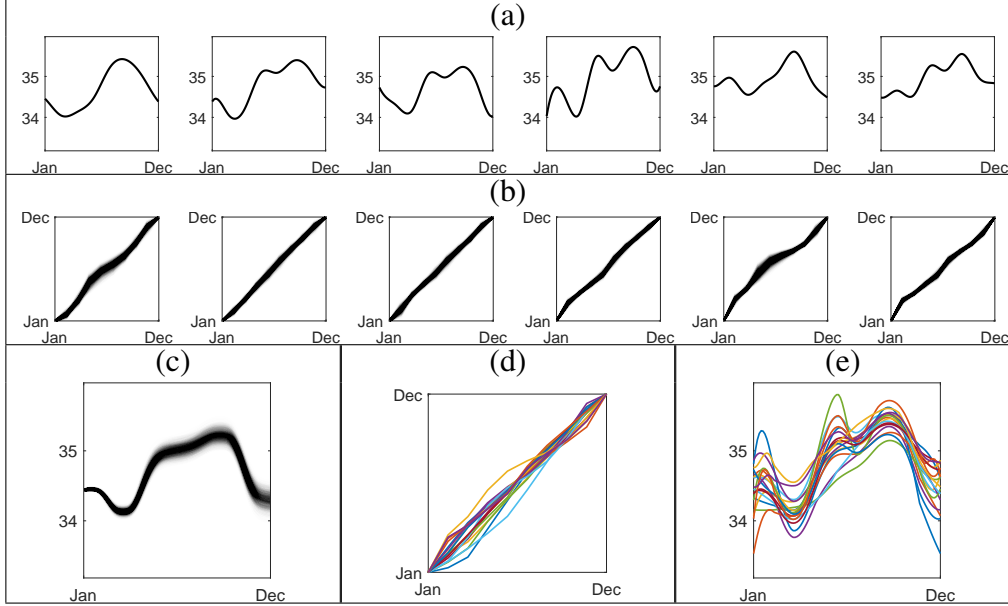 (a)
35 35 35 35 35 35
34 34 34 34 34 34
Jan Dec Jan Dec Jan Dec Jan Dec Jan Dec Jan Dec
(b)
Dec Dec Dec Dec Dec Dec
Jan Jan Jan Jan Jan Jan
Jan Dec Jan Dec Jan Dec Jan Dec Jan Dec Jan Dec
(c) (d) (e)
Dec
35 35
34 34
Jan
Jan Dec Jan Dec Jan Dec